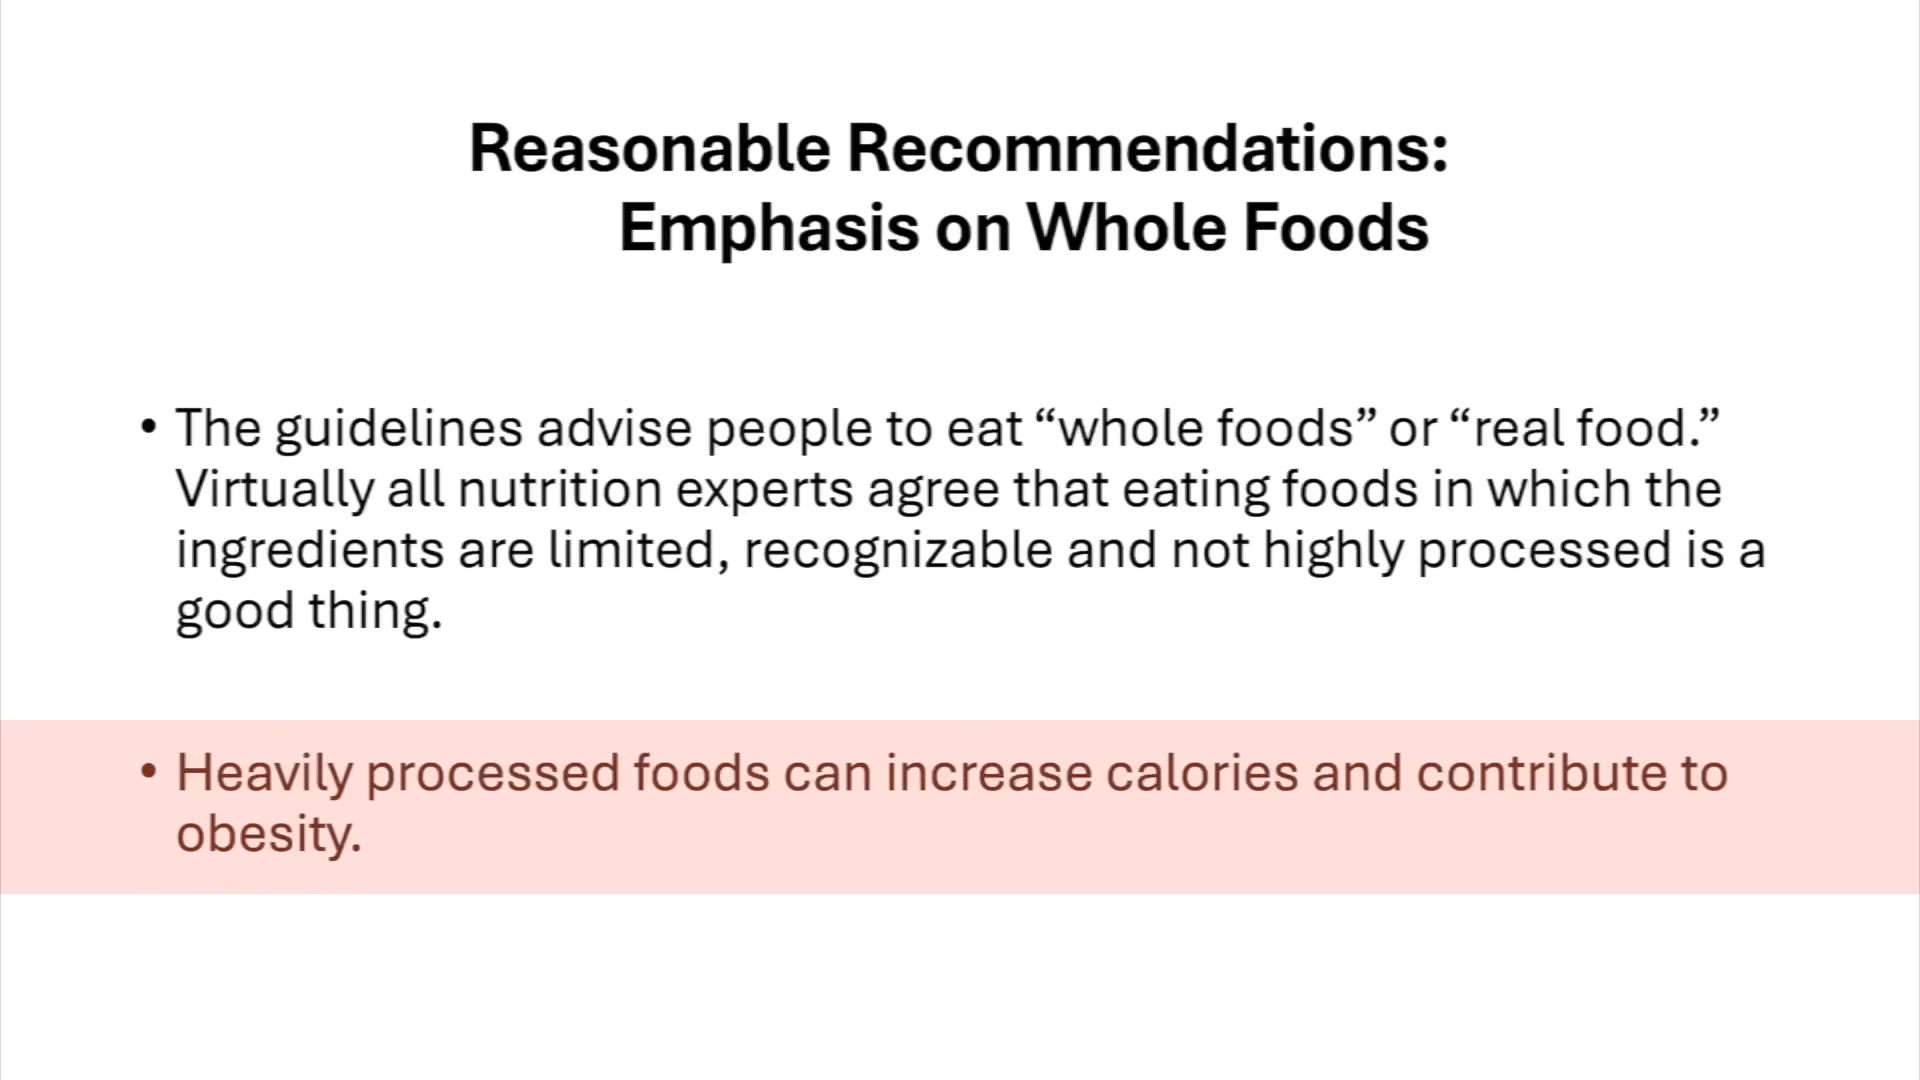 Reasonable Recommendations:
Emphasis on Whole Foods
• The guidelines advise people to eat “whole foods” or “real food.”
Virtually all nutrition experts agree that eating foods in which the
ingredients are limited, recognizable and not highly processed is a
good thing.
• Heavily processed foods can increase calories and contribute to
obesity.